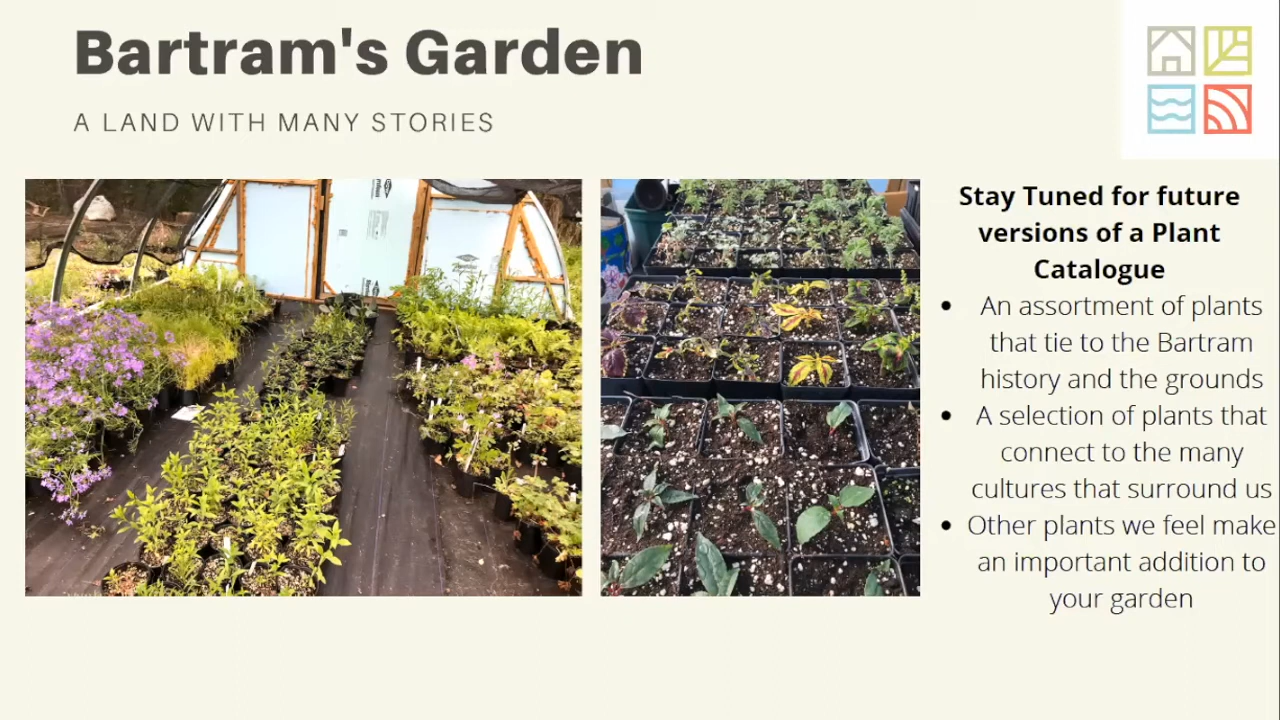 Bartram's Garden
A LAND WITH MANY STORIES
Stay Tuned for future
versions of a Plant
Catalogue
• An assortment of plants
that tie to the Bartram
history and the grounds
• A selection of plants that
connect to the many
cultures that surround us
• Other plants we feel make
an important addition to
your garden